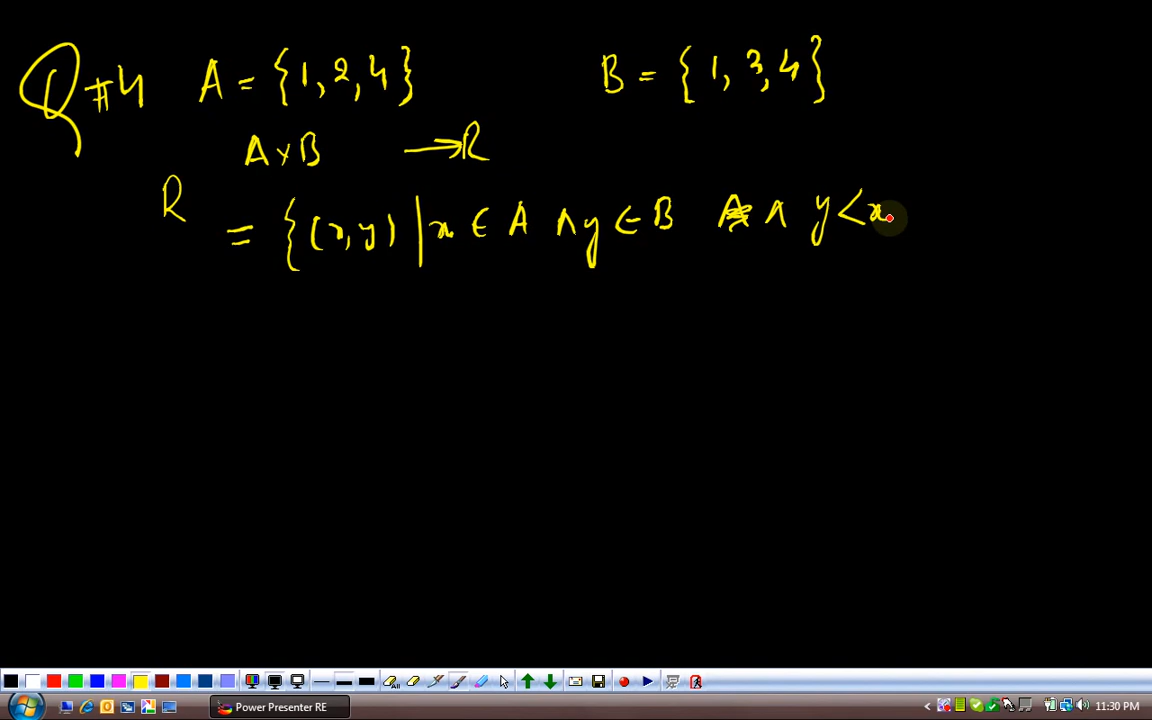 Q #4 A = {1, 2, 4} B = {1, 3, 4}
A × B → R
R = {(x, y) | x ∈ A ∧ y ∈ B ∧ y < x
Power Presenter RE
11:30 PM